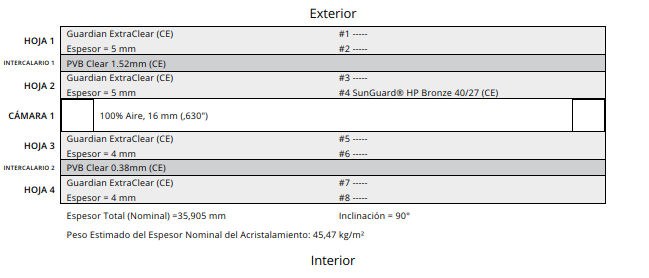 Exterior
HOJA 1
Guardian ExtraClear (CE)
#1 -----
Espesor = 5 mm
#2 -----
INTERCALARIO 1
PVB Clear 1.52mm (CE)
HOJA 2
Guardian ExtraClear (CE)
#3 -----
Espesor = 5 mm
#4 SunGuard® HP Bronze 40/27 (CE)
CÁMARA 1
100% Aire, 16 mm (,630")
HOJA 3
Guardian ExtraClear (CE)
#5 -----
Espesor = 4 mm
#6 -----
INTERCALARIO 2
PVB Clear 0.38mm (CE)
HOJA 4
Guardian ExtraClear (CE)
#7 -----
Espesor = 4 mm
#8 -----
Espesor Total (Nominal) =35,905 mm
Inclinación = 90°
Peso Estimado del Espesor Nominal del Acristalamiento: 45,47 kg/m²
Interior